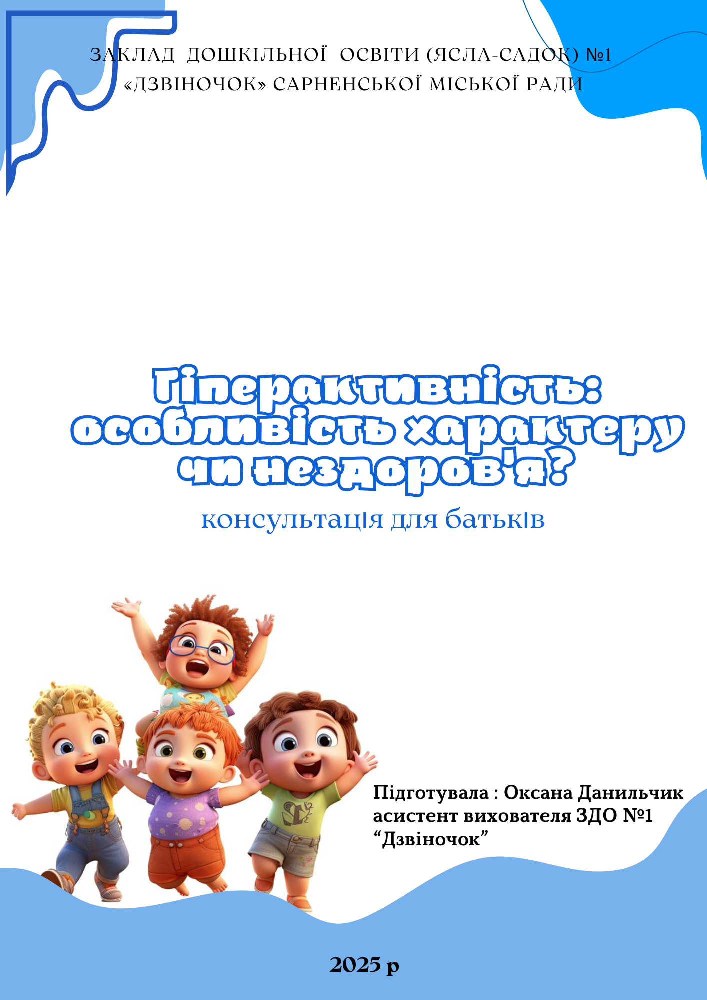 ЗАКЛАД ДОШКІЛЬНОЇ ОСВІТИ (ЯСЛА-САДОК) №1
«ДЗВІНОЧОК» САРНЕНСЬКОЇ МІСЬКОЇ РАДИ
Гіперактивність:
особливість характеру
чи нездоров'я?
консультація для батьків
Підготувала : Оксана Данильчик
асистент вихователя ЗДО №1
“Дзвіночок”
2025 р